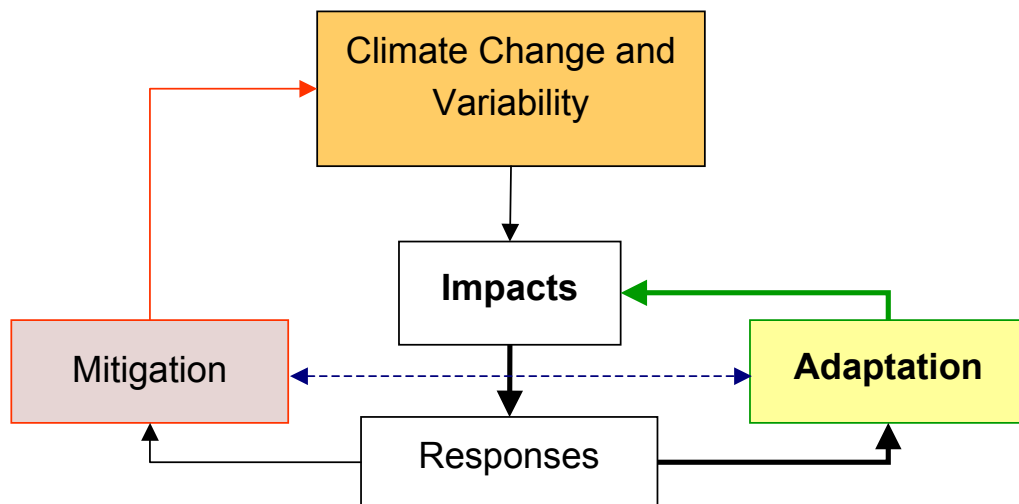 Climate Change and
Variability
Impacts
Mitigation
Adaptation
Responses